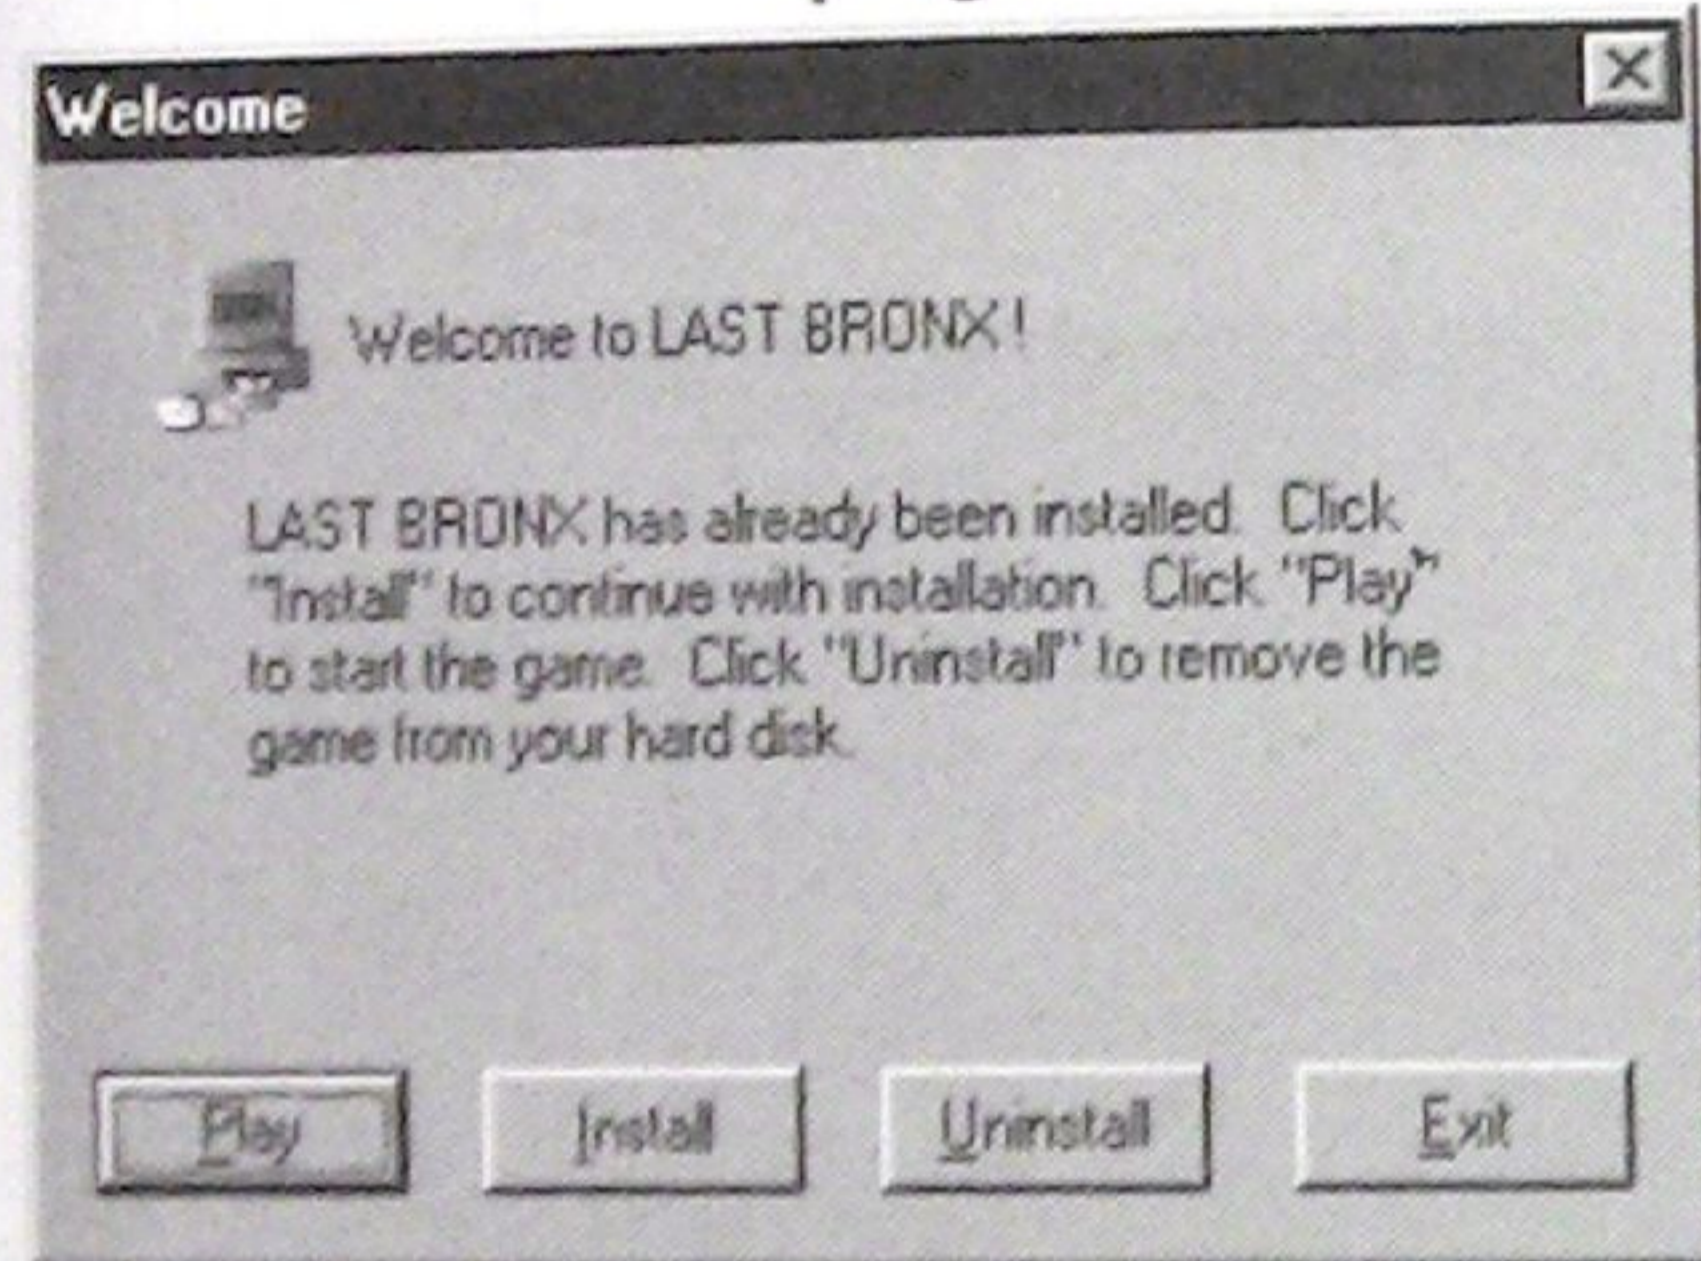 Welcome
Welcome to LAST BRONX!
LAST BRONX has already been installed. Click
"Install" to continue with installation. Click "Play"
to start the game. Click "Uninstall" to remove the
game from your hard disk.
Play Install Uninstall Exit